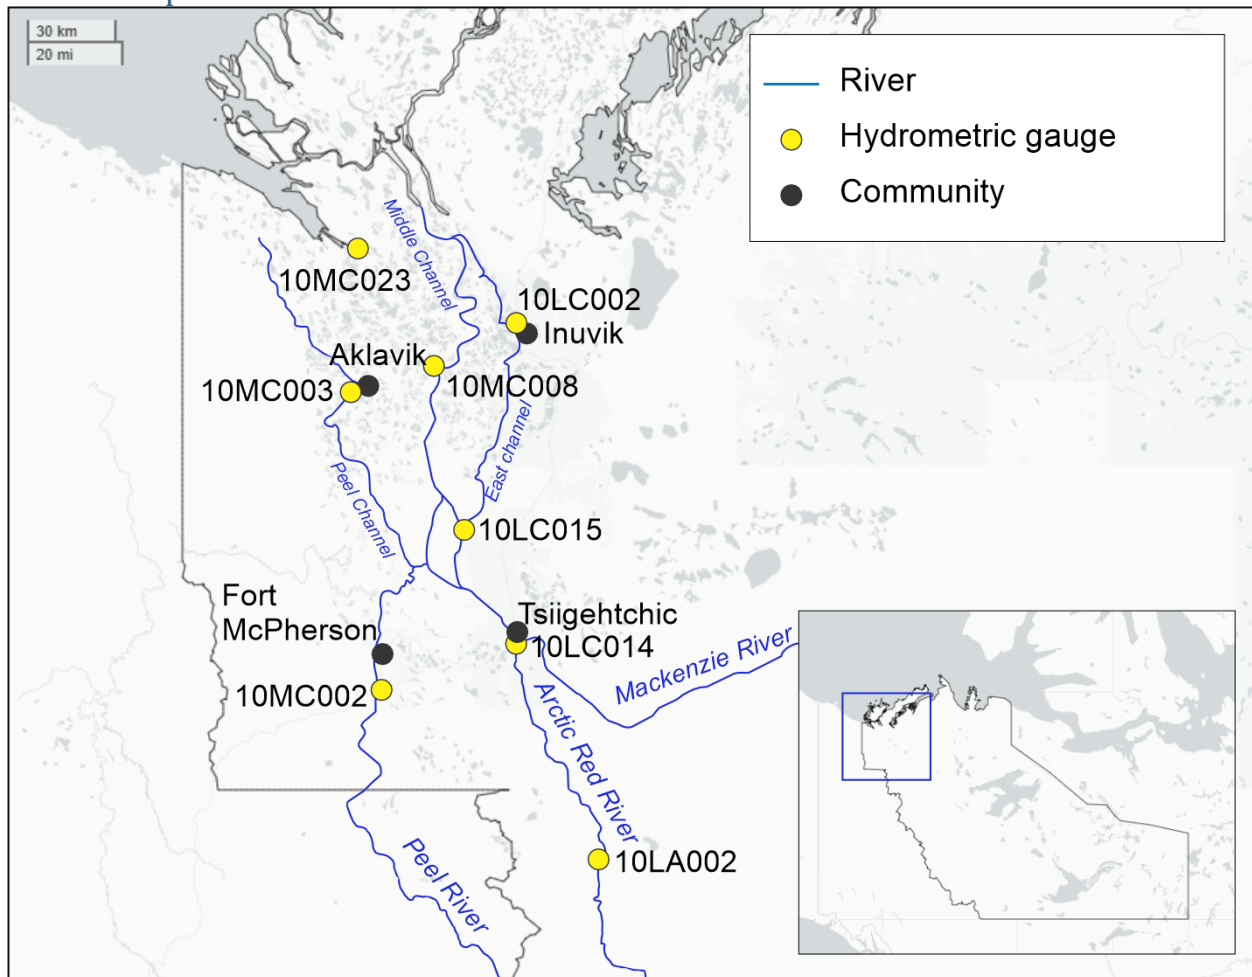 30 km
20 mi
River
Hydrometric gauge
Community
Middle Channel
10MC023
10LC002
Inuvik
Aklavik
10MC003
10MC008
East channel
Peel Channel
10LC015
Fort
McPherson
Tsiigehtchic
10LC014
Mackenzie River
10MC002
Arctic Red River
Peel River
10LA002